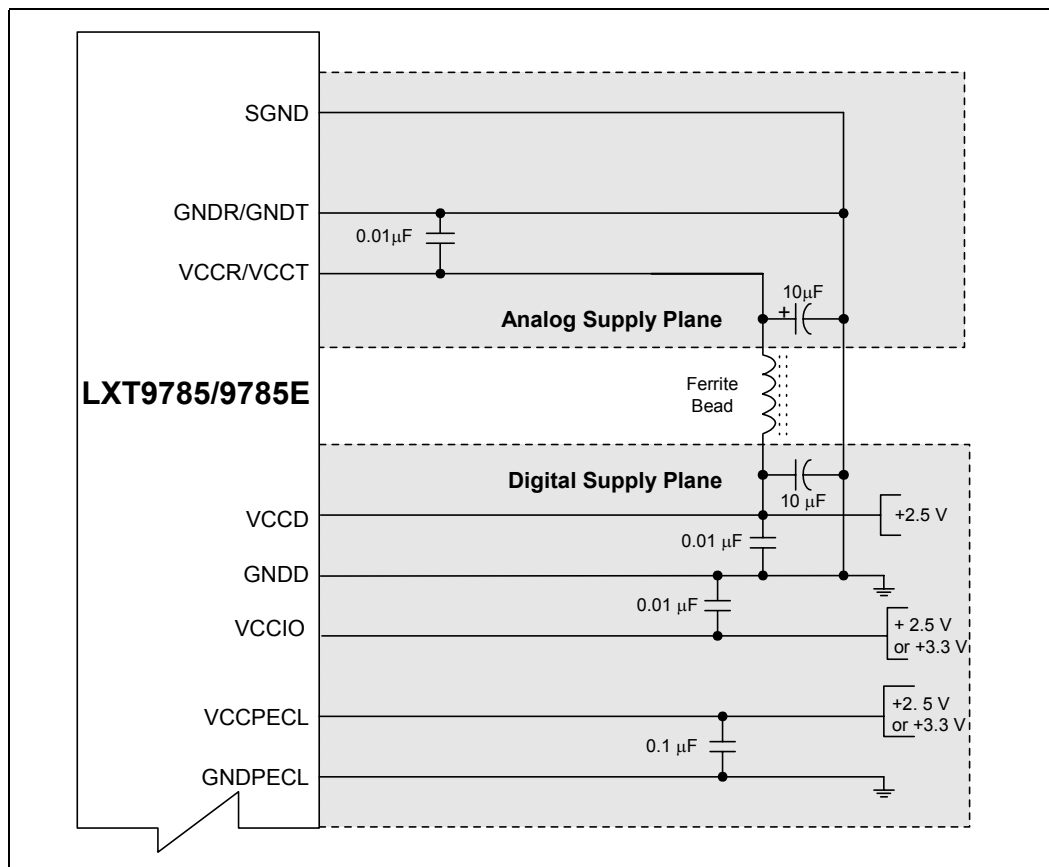 SGND
GNDR/GNDT
0.01µF
VCCR/VCCT
10µF
+
Analog Supply Plane
LXT9785/9785E
Ferrite
Bead
Digital Supply Plane
10 µF
VCCD
+2.5 V
0.01 µF
GNDD
0.01 µF
VCCIO
+ 2.5 V
or +3.3 V
VCCPECL
+2. 5 V
or +3.3 V
0.1 µF
GNDPECL